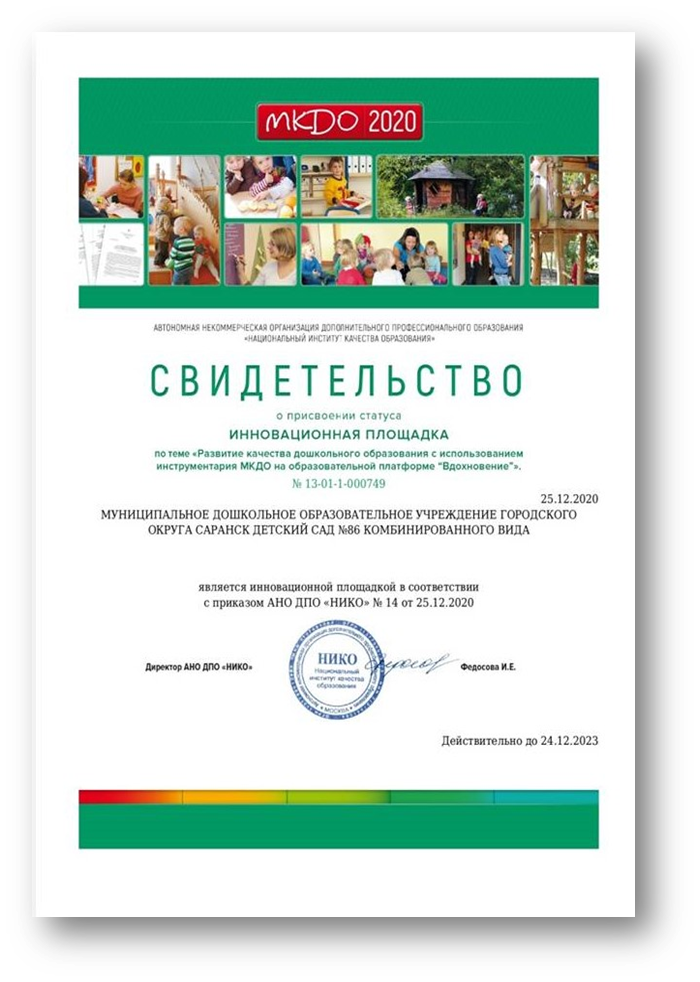 МКДО 2020
АВТОНОМНАЯ НЕКОММЕРЧЕСКАЯ ОРГАНИЗАЦИЯ ДОПОЛНИТЕЛЬНОГО ПРОФЕССИОНАЛЬНОГО ОБРАЗОВАНИЯ
«НАЦИОНАЛЬНЫЙ ИНСТИТУТ КАЧЕСТВА ОБРАЗОВАНИЯ»
СВИДЕТЕЛЬСТВО
о присвоении статуса
ИННОВАЦИОННАЯ ПЛОЩАДКА
по теме «Развитие качества дошкольного образования с использованием
инструментария МКДО на образовательной платформе "Вдохновение"».
№ 13-01-1-000749
25.12.2020
МУНИЦИПАЛЬНОЕ ДОШКОЛЬНОЕ ОБРАЗОВАТЕЛЬНОЕ УЧРЕЖДЕНИЕ ГОРОДСКОГО
ОКРУГА САРАНСК ДЕТСКИЙ САД №86 КОМБИНИРОВАННОГО ВИДА
является инновационной площадкой в соответствии
с приказом АНО ДПО «НИКО» № 14 от 25.12.2020
Директор АНО ДПО «НИКО»
НИКО
Национальный
институт качества
образования
МОСКВА
Федосова И.Е.
Действительно до 24.12.2023